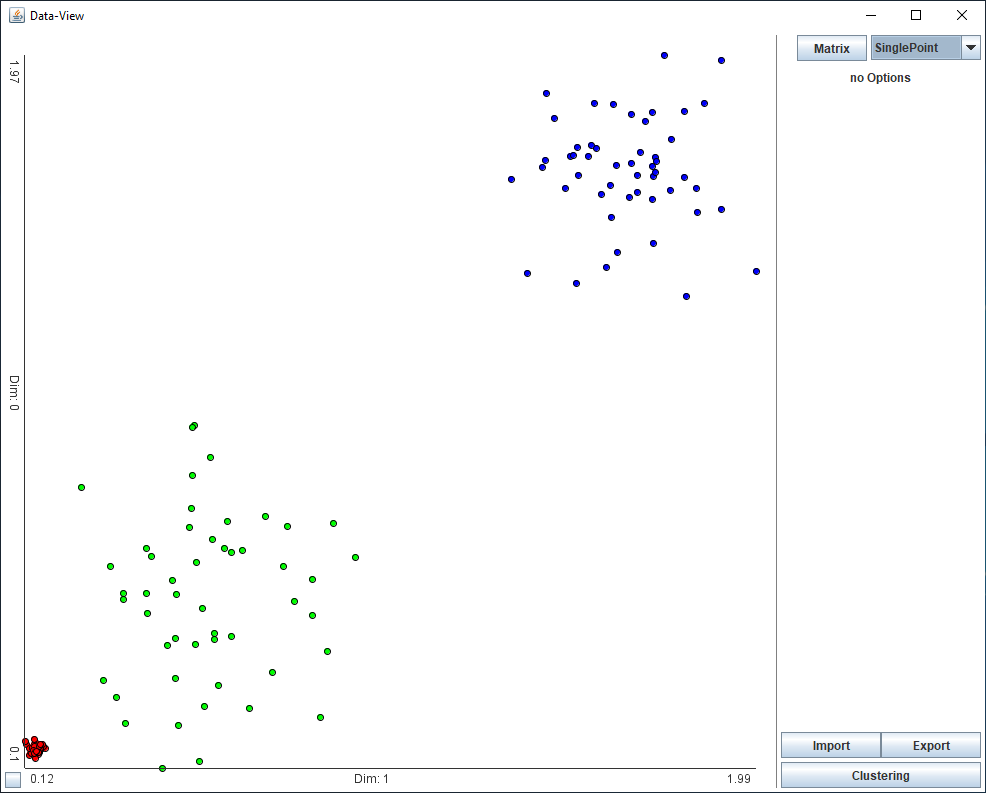 Data-View
Matrix
SinglePoint
no Options
1.97
Dim: 0
0.1
0.12
Dim: 1
1.99
Import
Export
Clustering